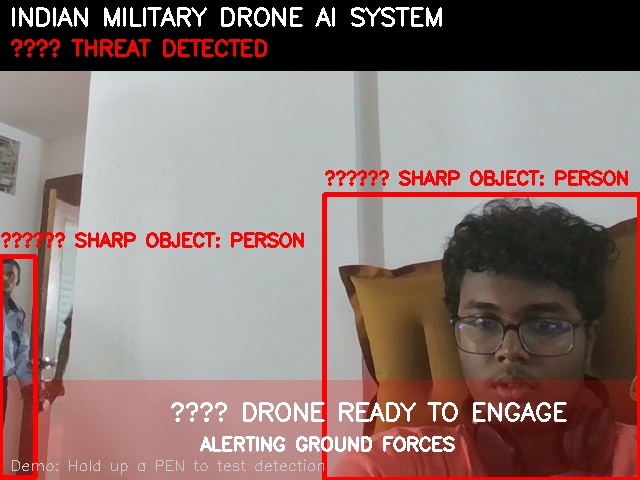 INDIAN MILITARY DRONE AI SYSTEM
???? THREAT DETECTED
?????? SHARP OBJECT: PERSON
?????? SHARP OBJECT: PERSON
???? DRONE READY TO ENGAGE
ALERTING GROUND FORCES
Demo: Hold up a PEN to test detection